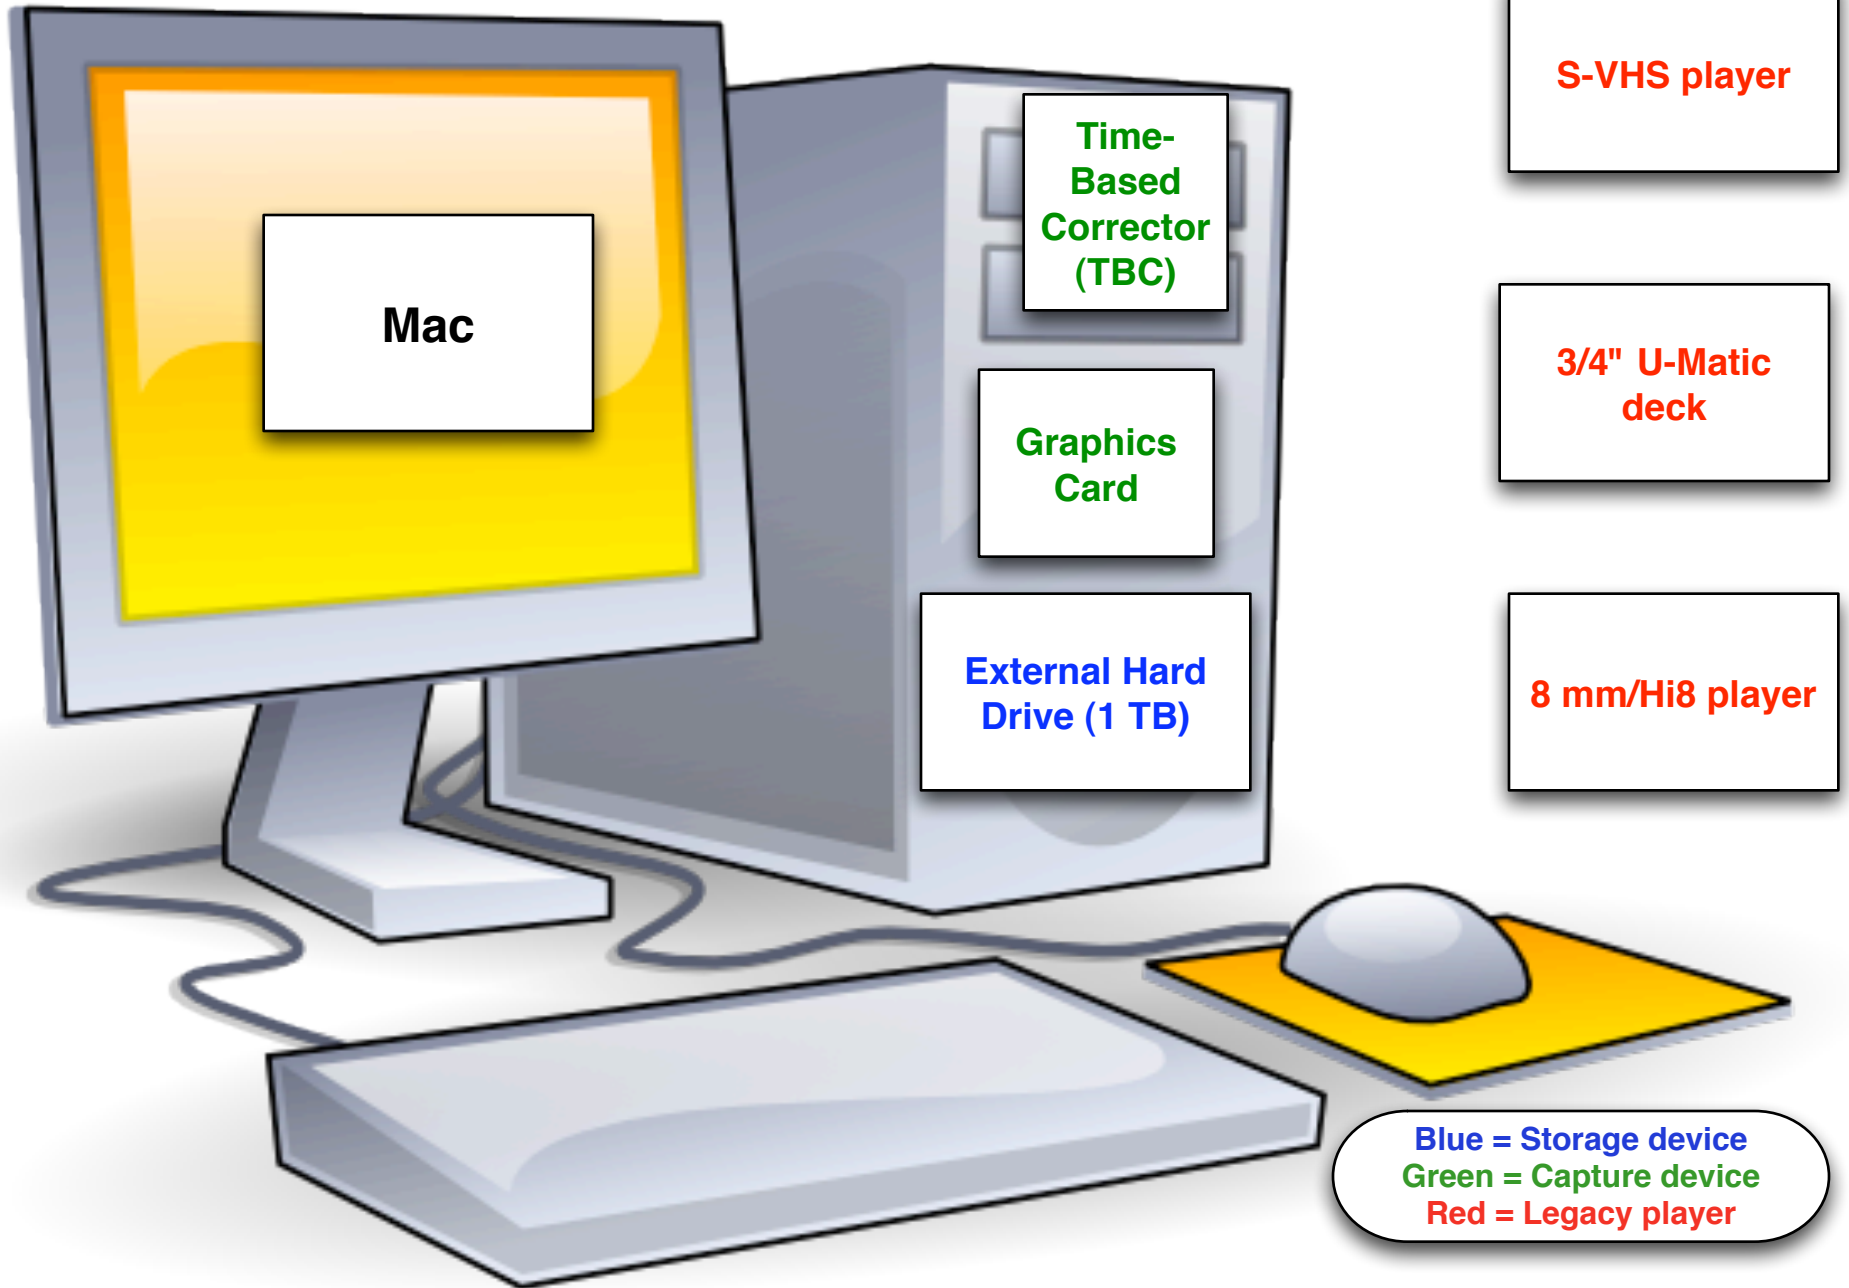 S-VHS player
Time-
Based
Corrector
(TBC)
Mac
3/4" U-Matic
deck
Graphics
Card
External Hard
Drive (1 TB)
8 mm/Hi8 player
Blue = Storage device
Green = Capture device
Red = Legacy player